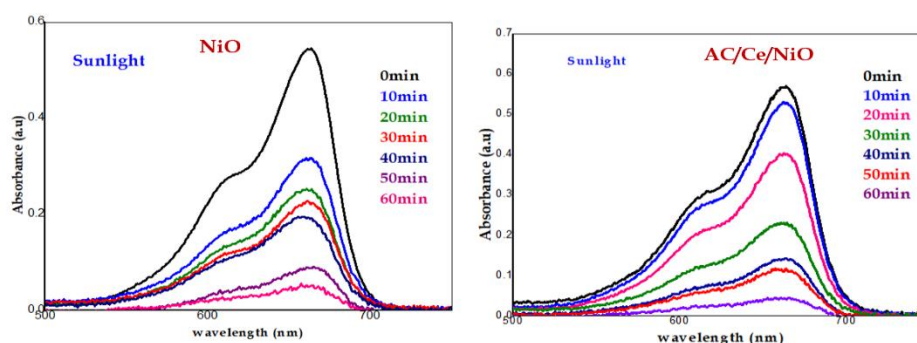 0.6
NiO
Sunlight
0min
10min
20min
30min
40min
50min
60min
0.4
0.2
0.0
Absorbance (a.u)
500
600
700
wavelength (nm)
0.7
AC/Ce/NiO
Sunlight
0min
10min
20min
30min
40min
50min
60min
0.6
0.5
0.4
0.3
0.2
0.1
0.0
Absorbance (a.u)
500
600
700
wavelength (nm)